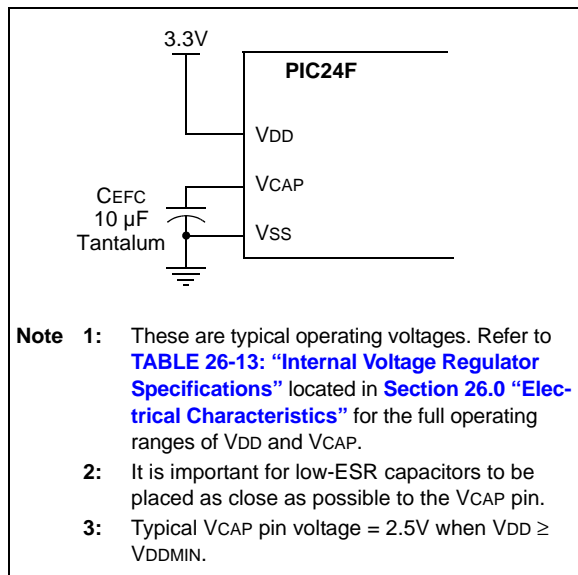 3.3V
PIC24F
VDD
VCAP
CEFC
10 µF
Tantalum
VSS
Note 1: These are typical operating voltages. Refer to
TABLE 26-13: “Internal Voltage Regulator
Specifications” located in Section 26.0 “Elec-
trical Characteristics” for the full operating
ranges of VDD and VCAP.
2: It is important for low-ESR capacitors to be
placed as close as possible to the VCAP pin.
3: Typical VCAP pin voltage = 2.5V when VDD ≥
VDDMIN.